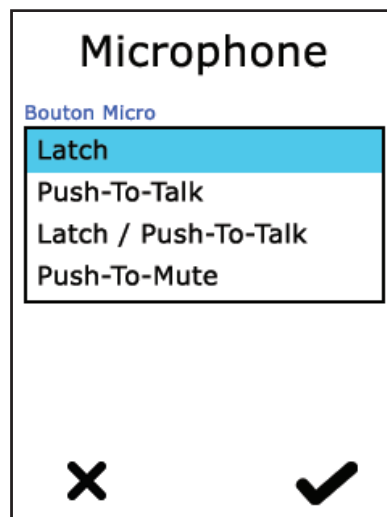 Microphone
Bouton Micro
Latch
Push-To-Talk
Latch / Push-To-Talk
Push-To-Mute